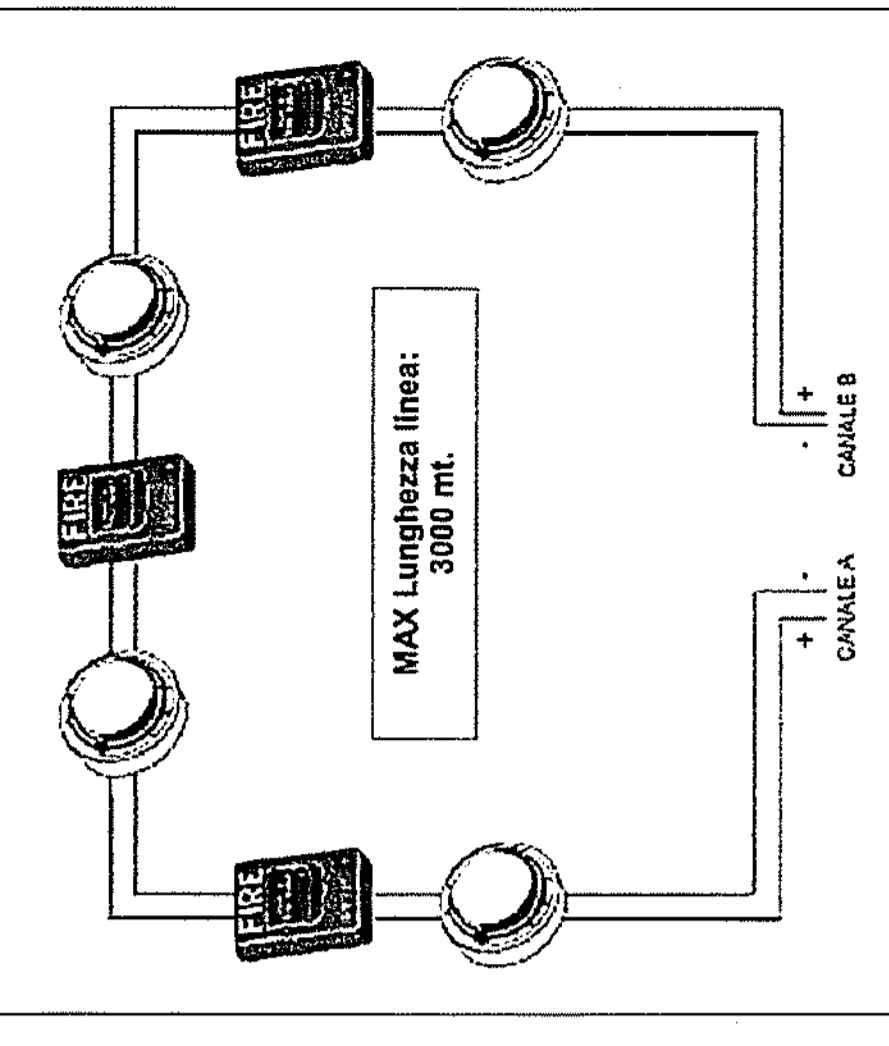 FIRE
FIRE
FIRE
MAX Lunghezza linea:
3000 mt.
+ -
CANALE A
- +
CANALE B